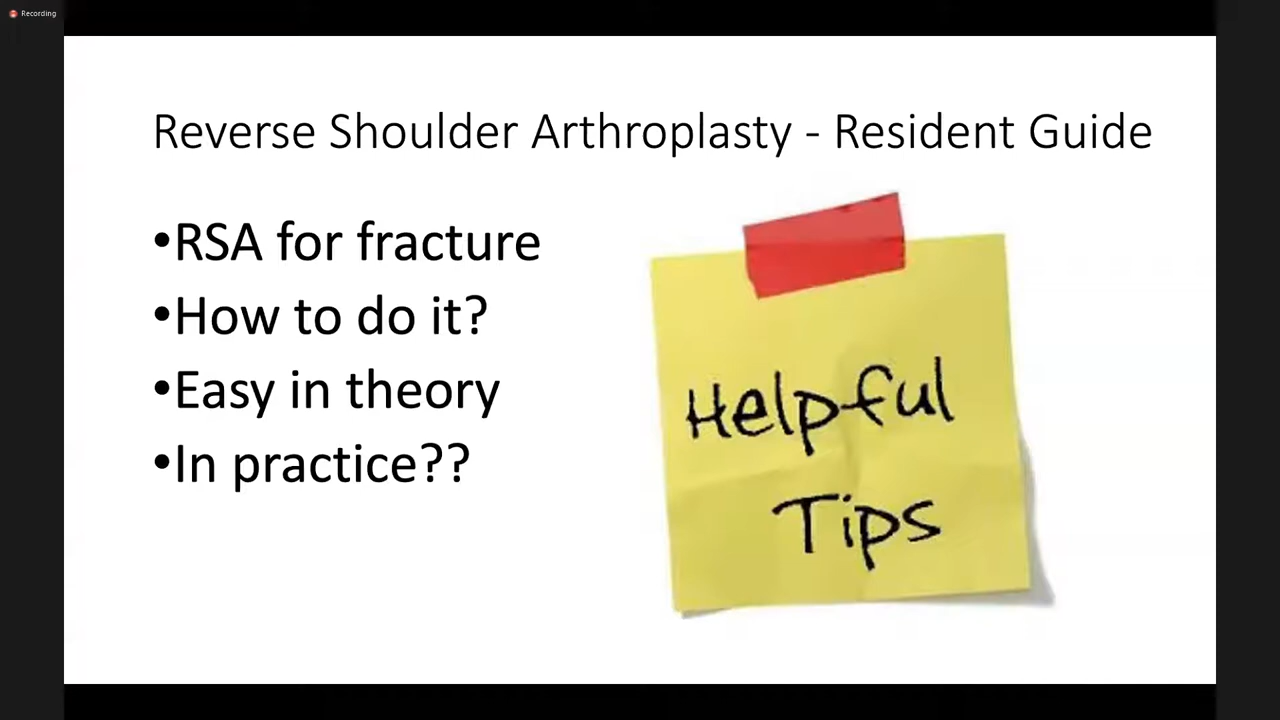 Recording
Reverse Shoulder Arthroplasty - Resident Guide
•RSA for fracture
•How to do it?
•Easy in theory
•In practice??
Helpful
Tips